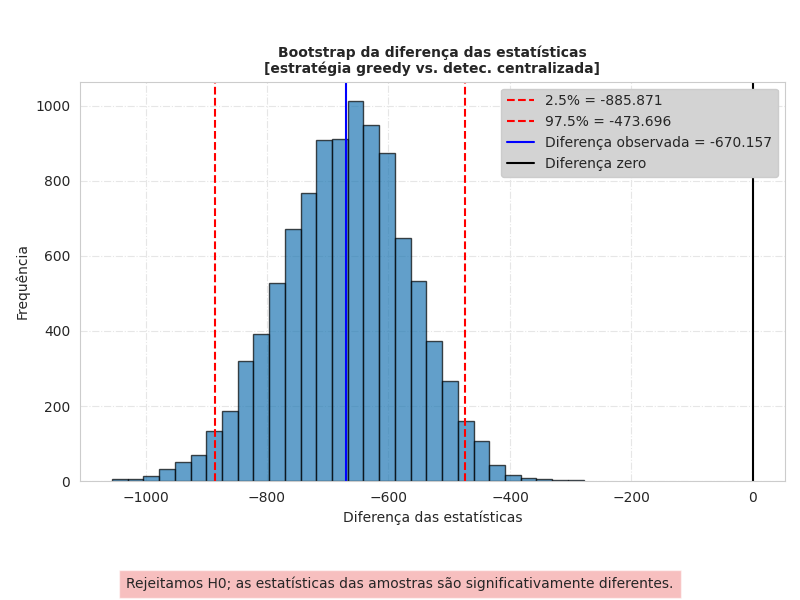 Bootstrap da diferença das estatísticas
[estratégia greedy vs. detec. centralizada]
2.5% = -885.871
97.5% = -473.696
Diferença observada = -670.157
Diferença zero
Frequência
1000
800
600
400
200
0
−1000
−800
−600
−400
−200
0
Diferença das estatísticas
Rejeitamos H0; as estatísticas das amostras são significativamente diferentes.